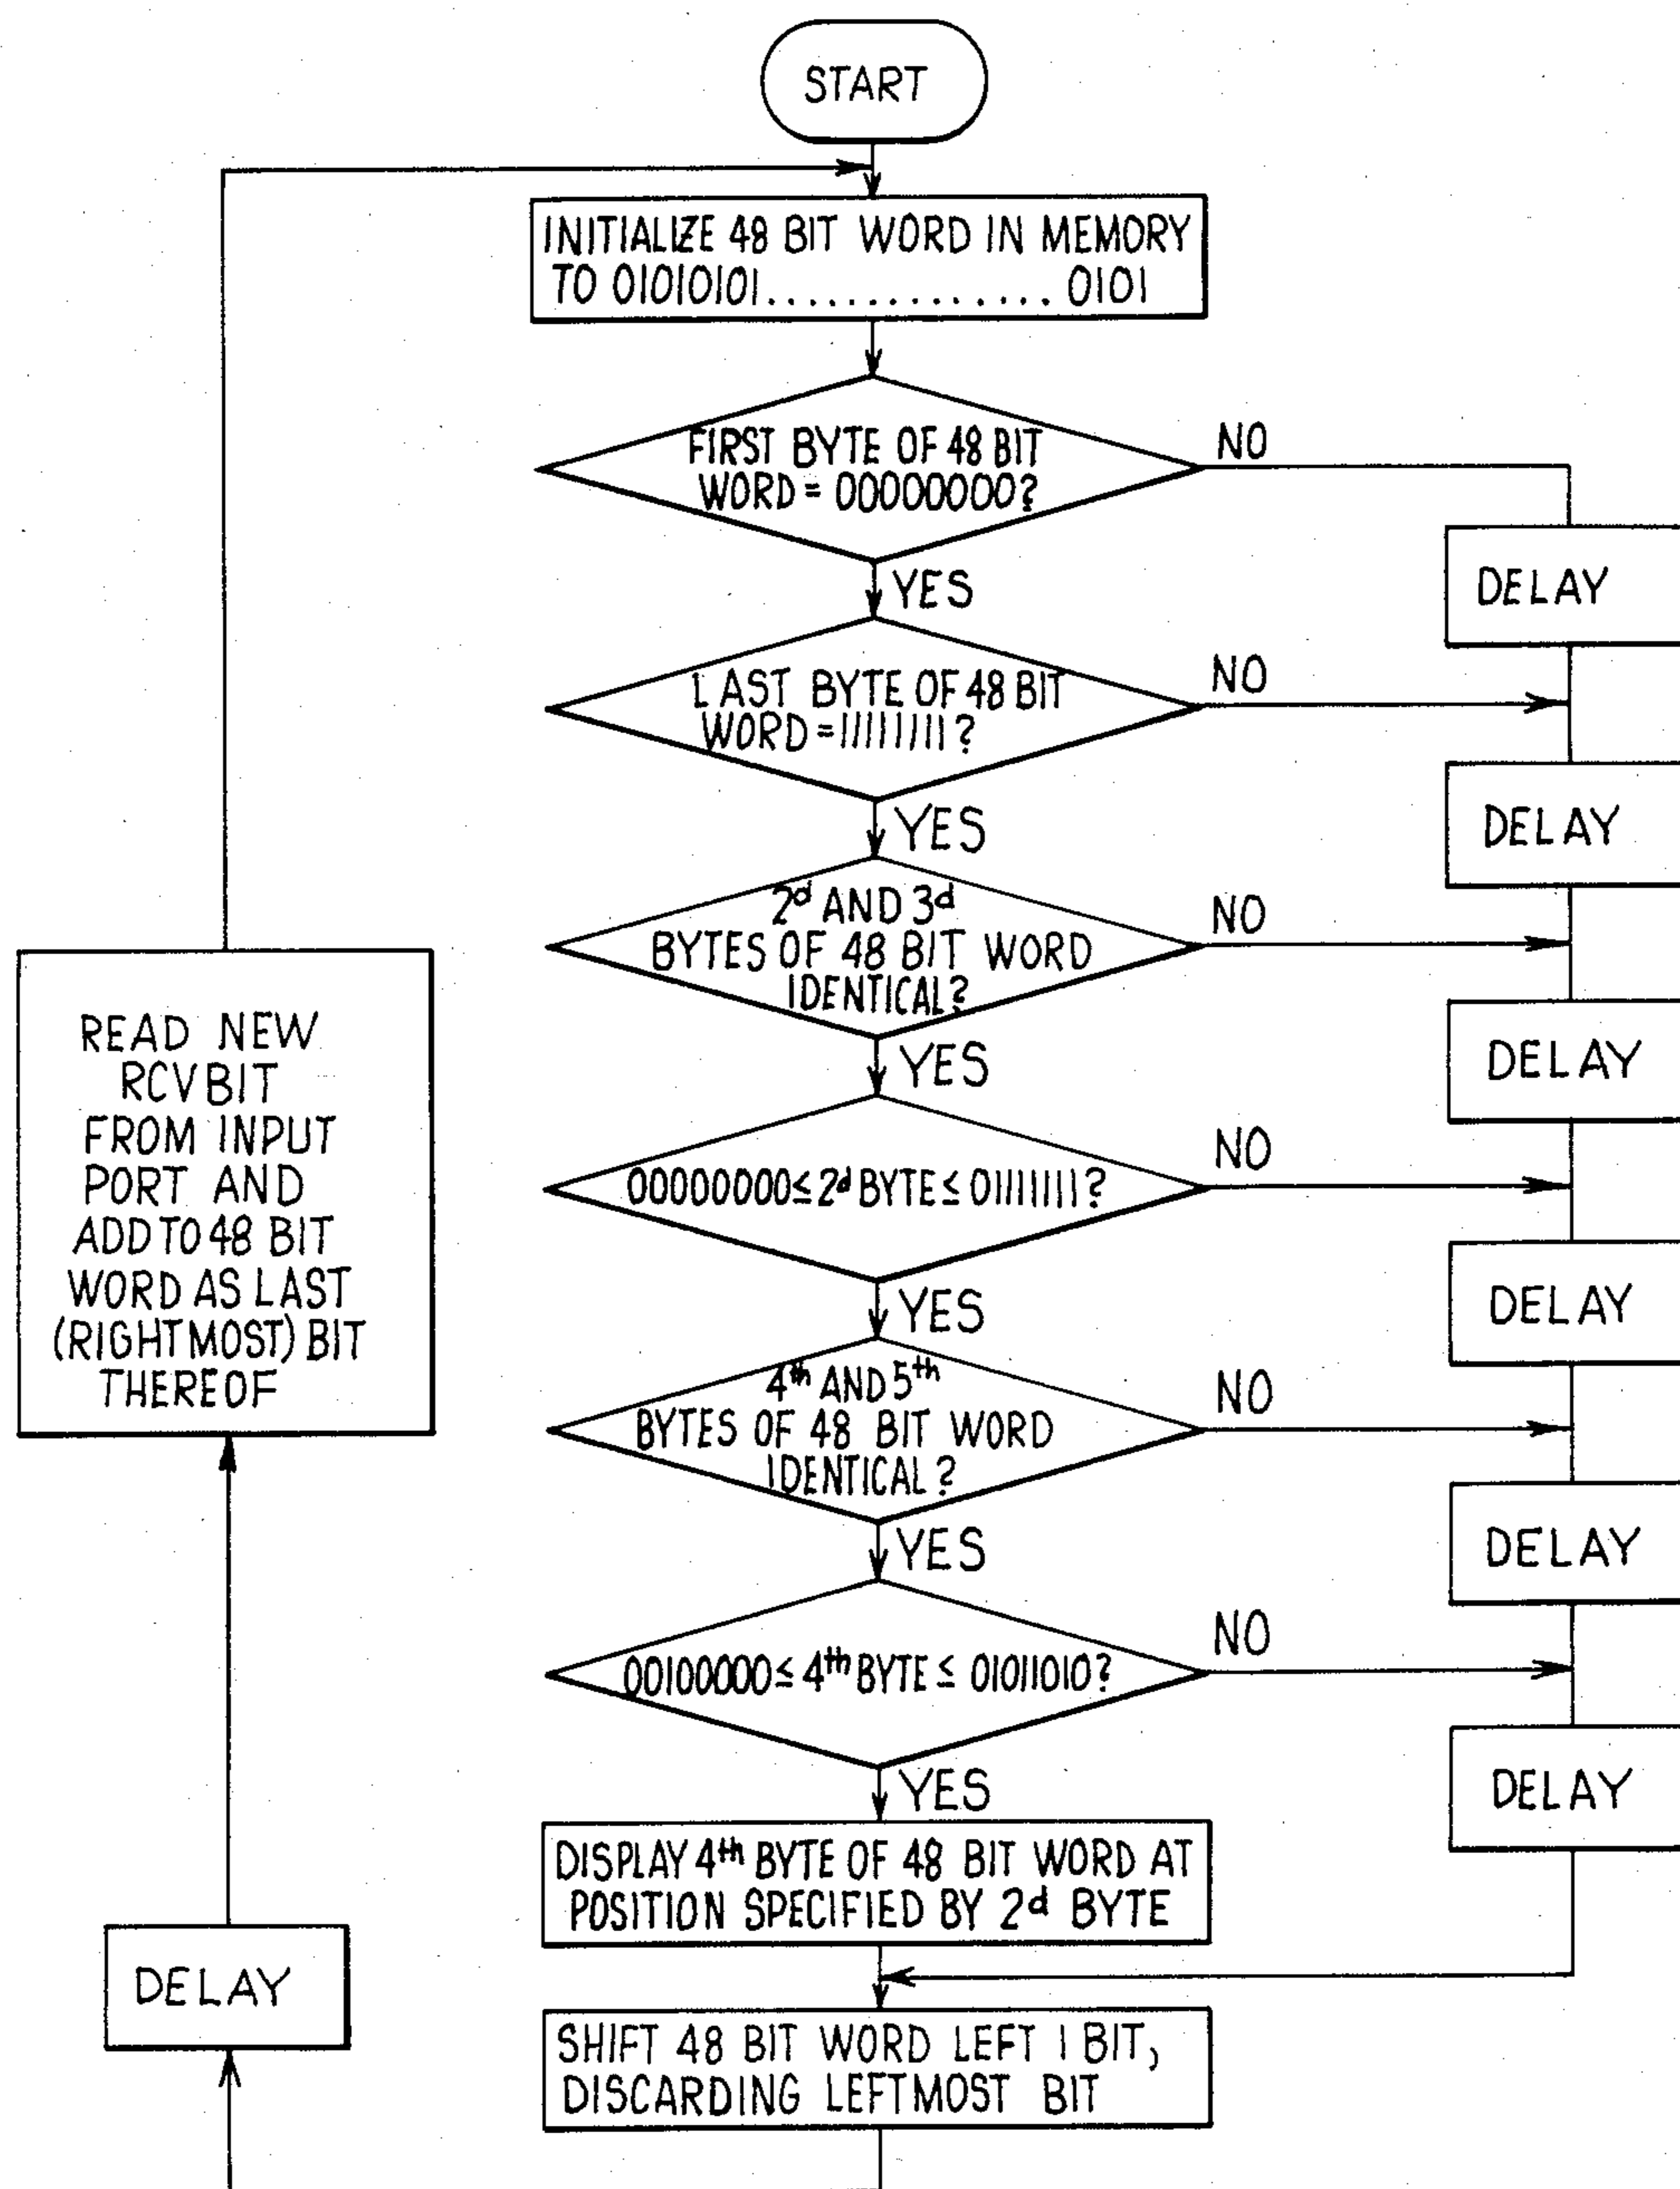 START
INITIALIZE 48 BIT WORD IN MEMORY
TO 01010101.............. 0101
FIRST BYTE OF 48 BIT
WORD = 00000000?
NO
DELAY
YES
LAST BYTE OF 48 BIT
WORD =11111111?
NO
DELAY
YES
2d AND 3d
BYTES OF 48 BIT WORD
IDENTICAL?
NO
DELAY
YES
00000000≤2d BYTE≤01111111?
NO
DELAY
YES
4th AND 5th
BYTES OF 48 BIT WORD
IDENTICAL?
NO
DELAY
YES
00100000≤4th BYTE ≤ 01011010?
NO
DELAY
YES
DISPLAY 4th BYTE OF 48 BIT WORD AT
POSITION SPECIFIED BY 2d BYTE
SHIFT 48 BIT WORD LEFT 1 BIT,
DISCARDING LEFTMOST BIT
DELAY
READ NEW
RCVBIT
FROM INPUT
PORT AND
ADD TO 48 BIT
WORD AS LAST
(RIGHTMOST) BIT
THEREOF